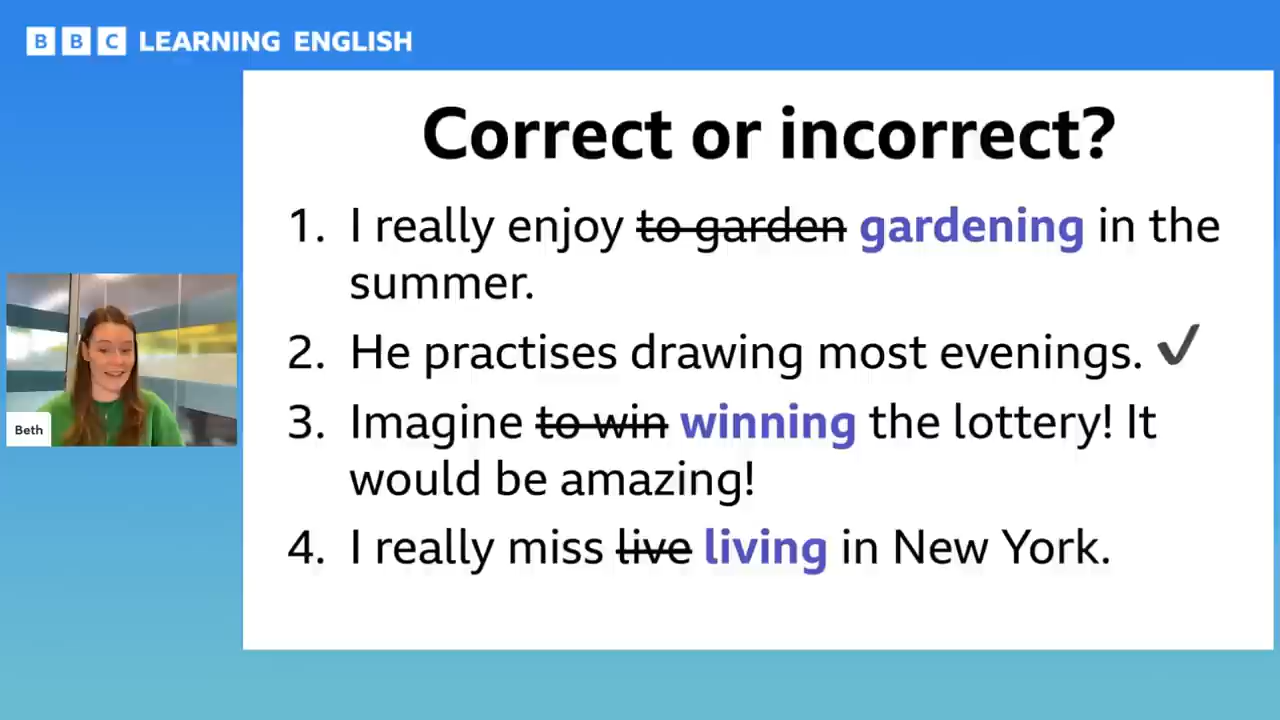 BBC LEARNING ENGLISH
Correct or incorrect?
1. I really enjoy to garden gardening in the
summer.
2. He practises drawing most evenings. ✓
3. Imagine to win winning the lottery! It
would be amazing!
4. I really miss live living in New York.
Beth